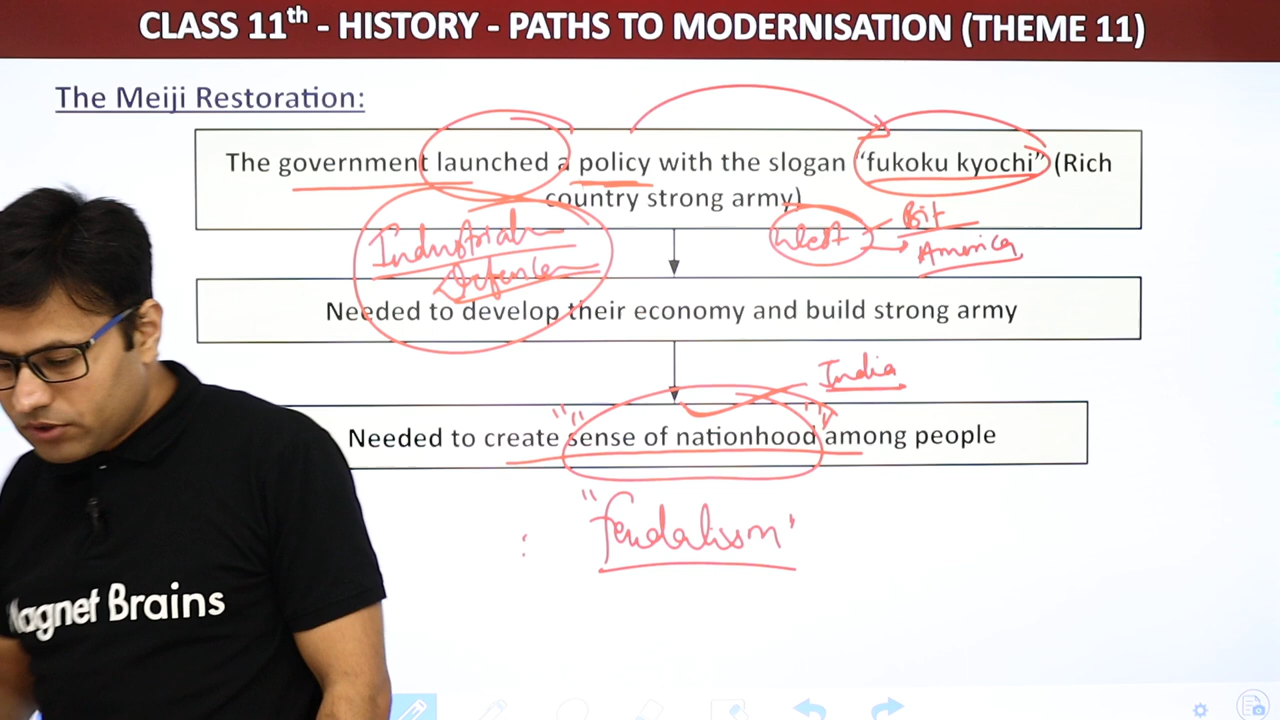 CLASS 11th - HISTORY - PATHS TO MODERNISATION (THEME 11)
The Meiji Restoration:
The government launched a policy with the slogan “fukoku kyochi” (Rich
country strong army)
Industrial
Defence
West
Brit
America
Needed to develop their economy and build strong army
India
Needed to create sense of nationhood among people
"feudalism"
Magnet Brains